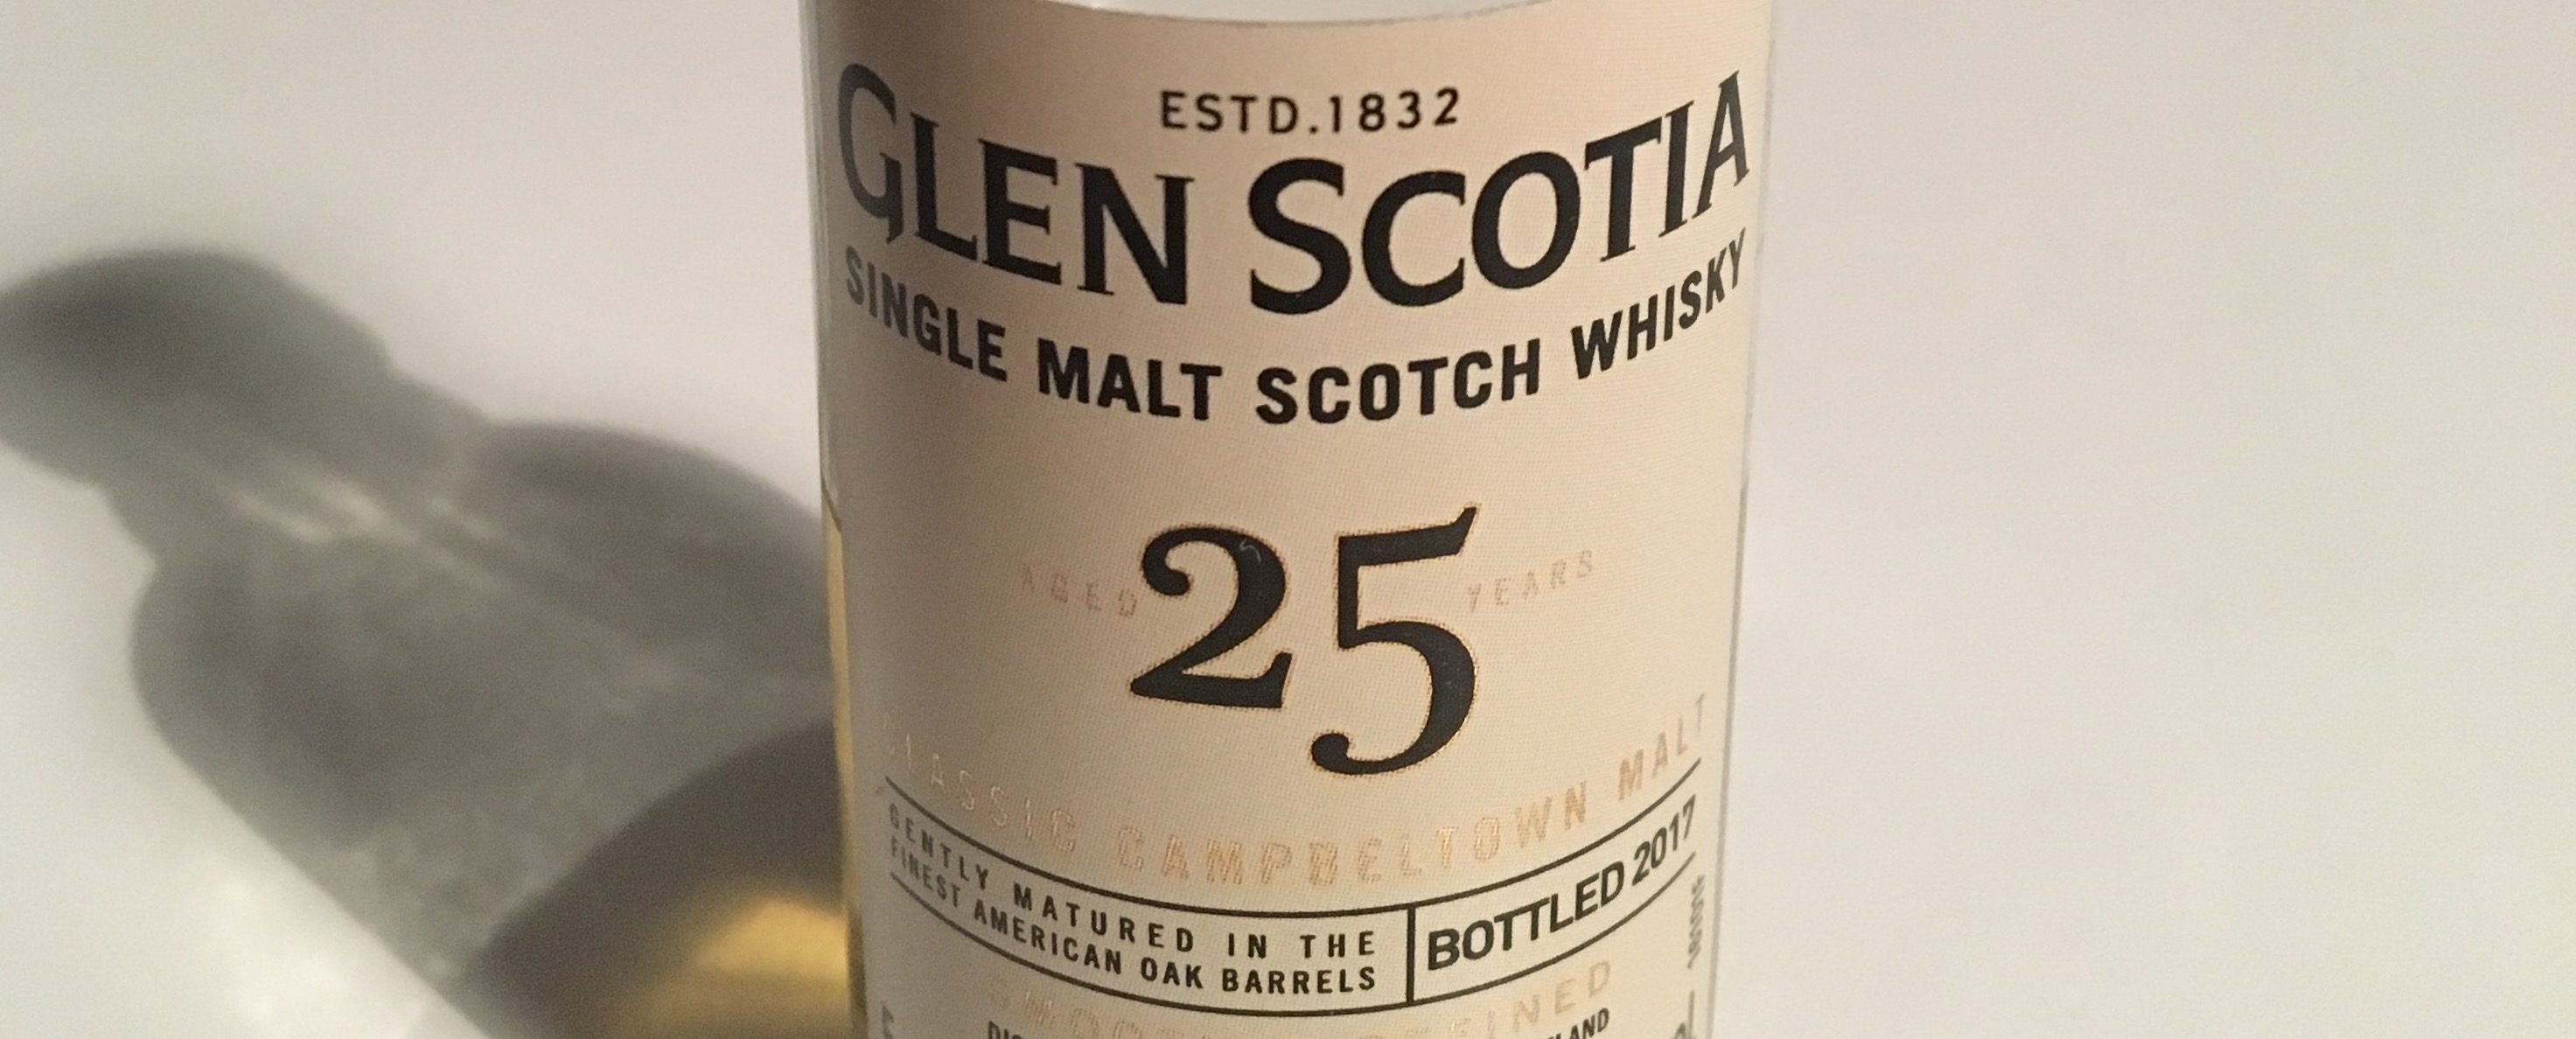 ESTD.1832
GLEN SCOTIA
SINGLE MALT SCOTCH WHISKY
AGED 25 YEARS
CLASSIC CAMPBELTOWN MALT
GENTLY MATURED IN THE
FINEST AMERICAN OAK BARRELS
BOTTLED 2017